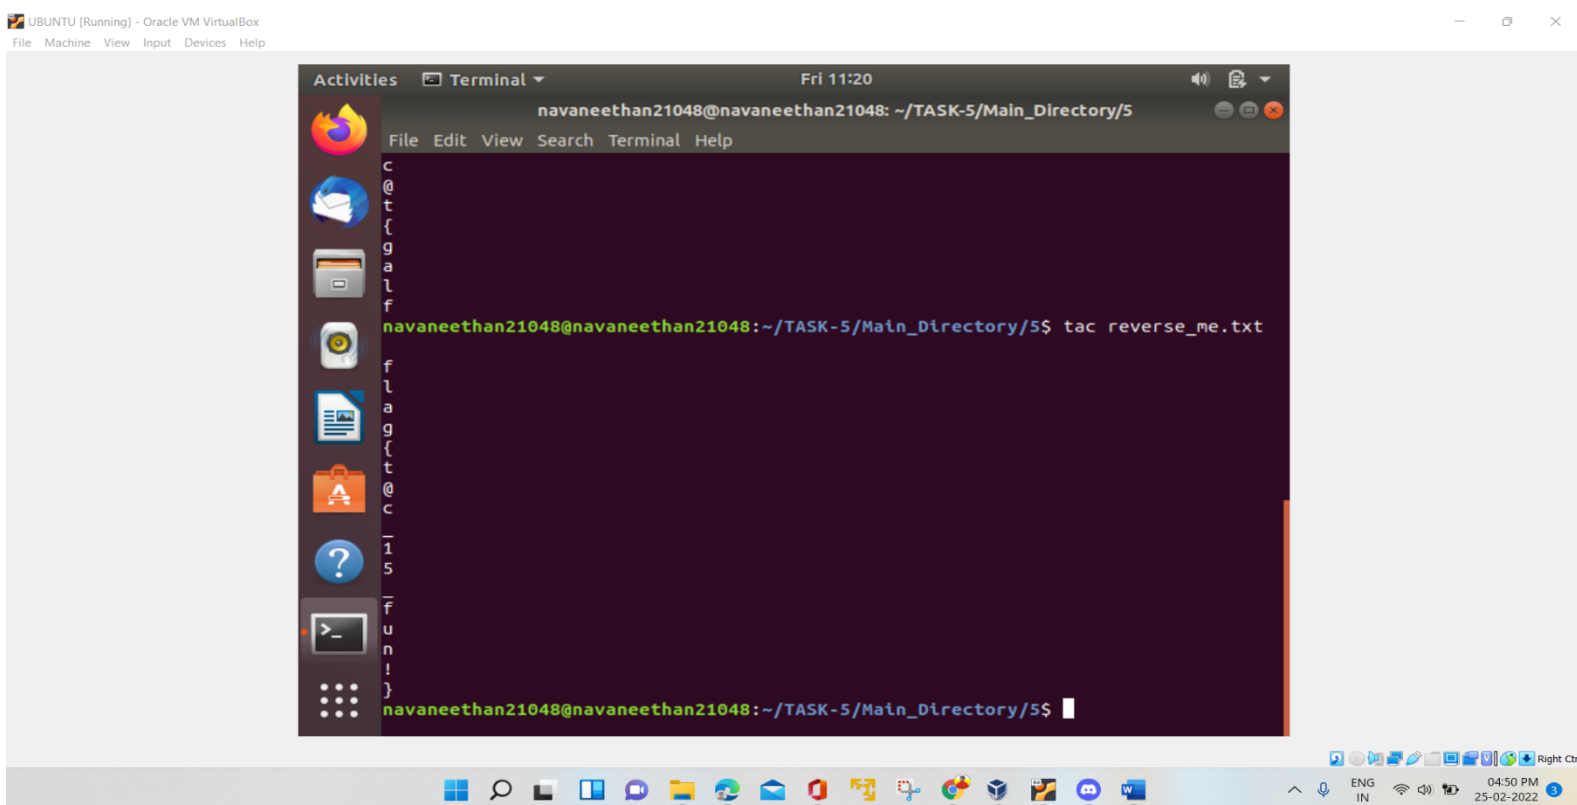 UBUNTU [Running] - Oracle VM VirtualBox
File Machine View Input Devices Help
Activities Terminal Fri 11:20
navaneethan21048@navaneethan21048: ~/TASK-5/Main_Directory/5
File Edit View Search Terminal Help
c
@
t
{
g
a
l
f
navaneethan21048@navaneethan21048:~/TASK-5/Main_Directory/5$ tac reverse_me.txt
f
l
a
g
{
t
@
c
_
1
5
_
f
u
n
!
}
navaneethan21048@navaneethan21048:~/TASK-5/Main_Directory/5$
Right Ctr
ENG
IN
04:50 PM
25-02-2022
3